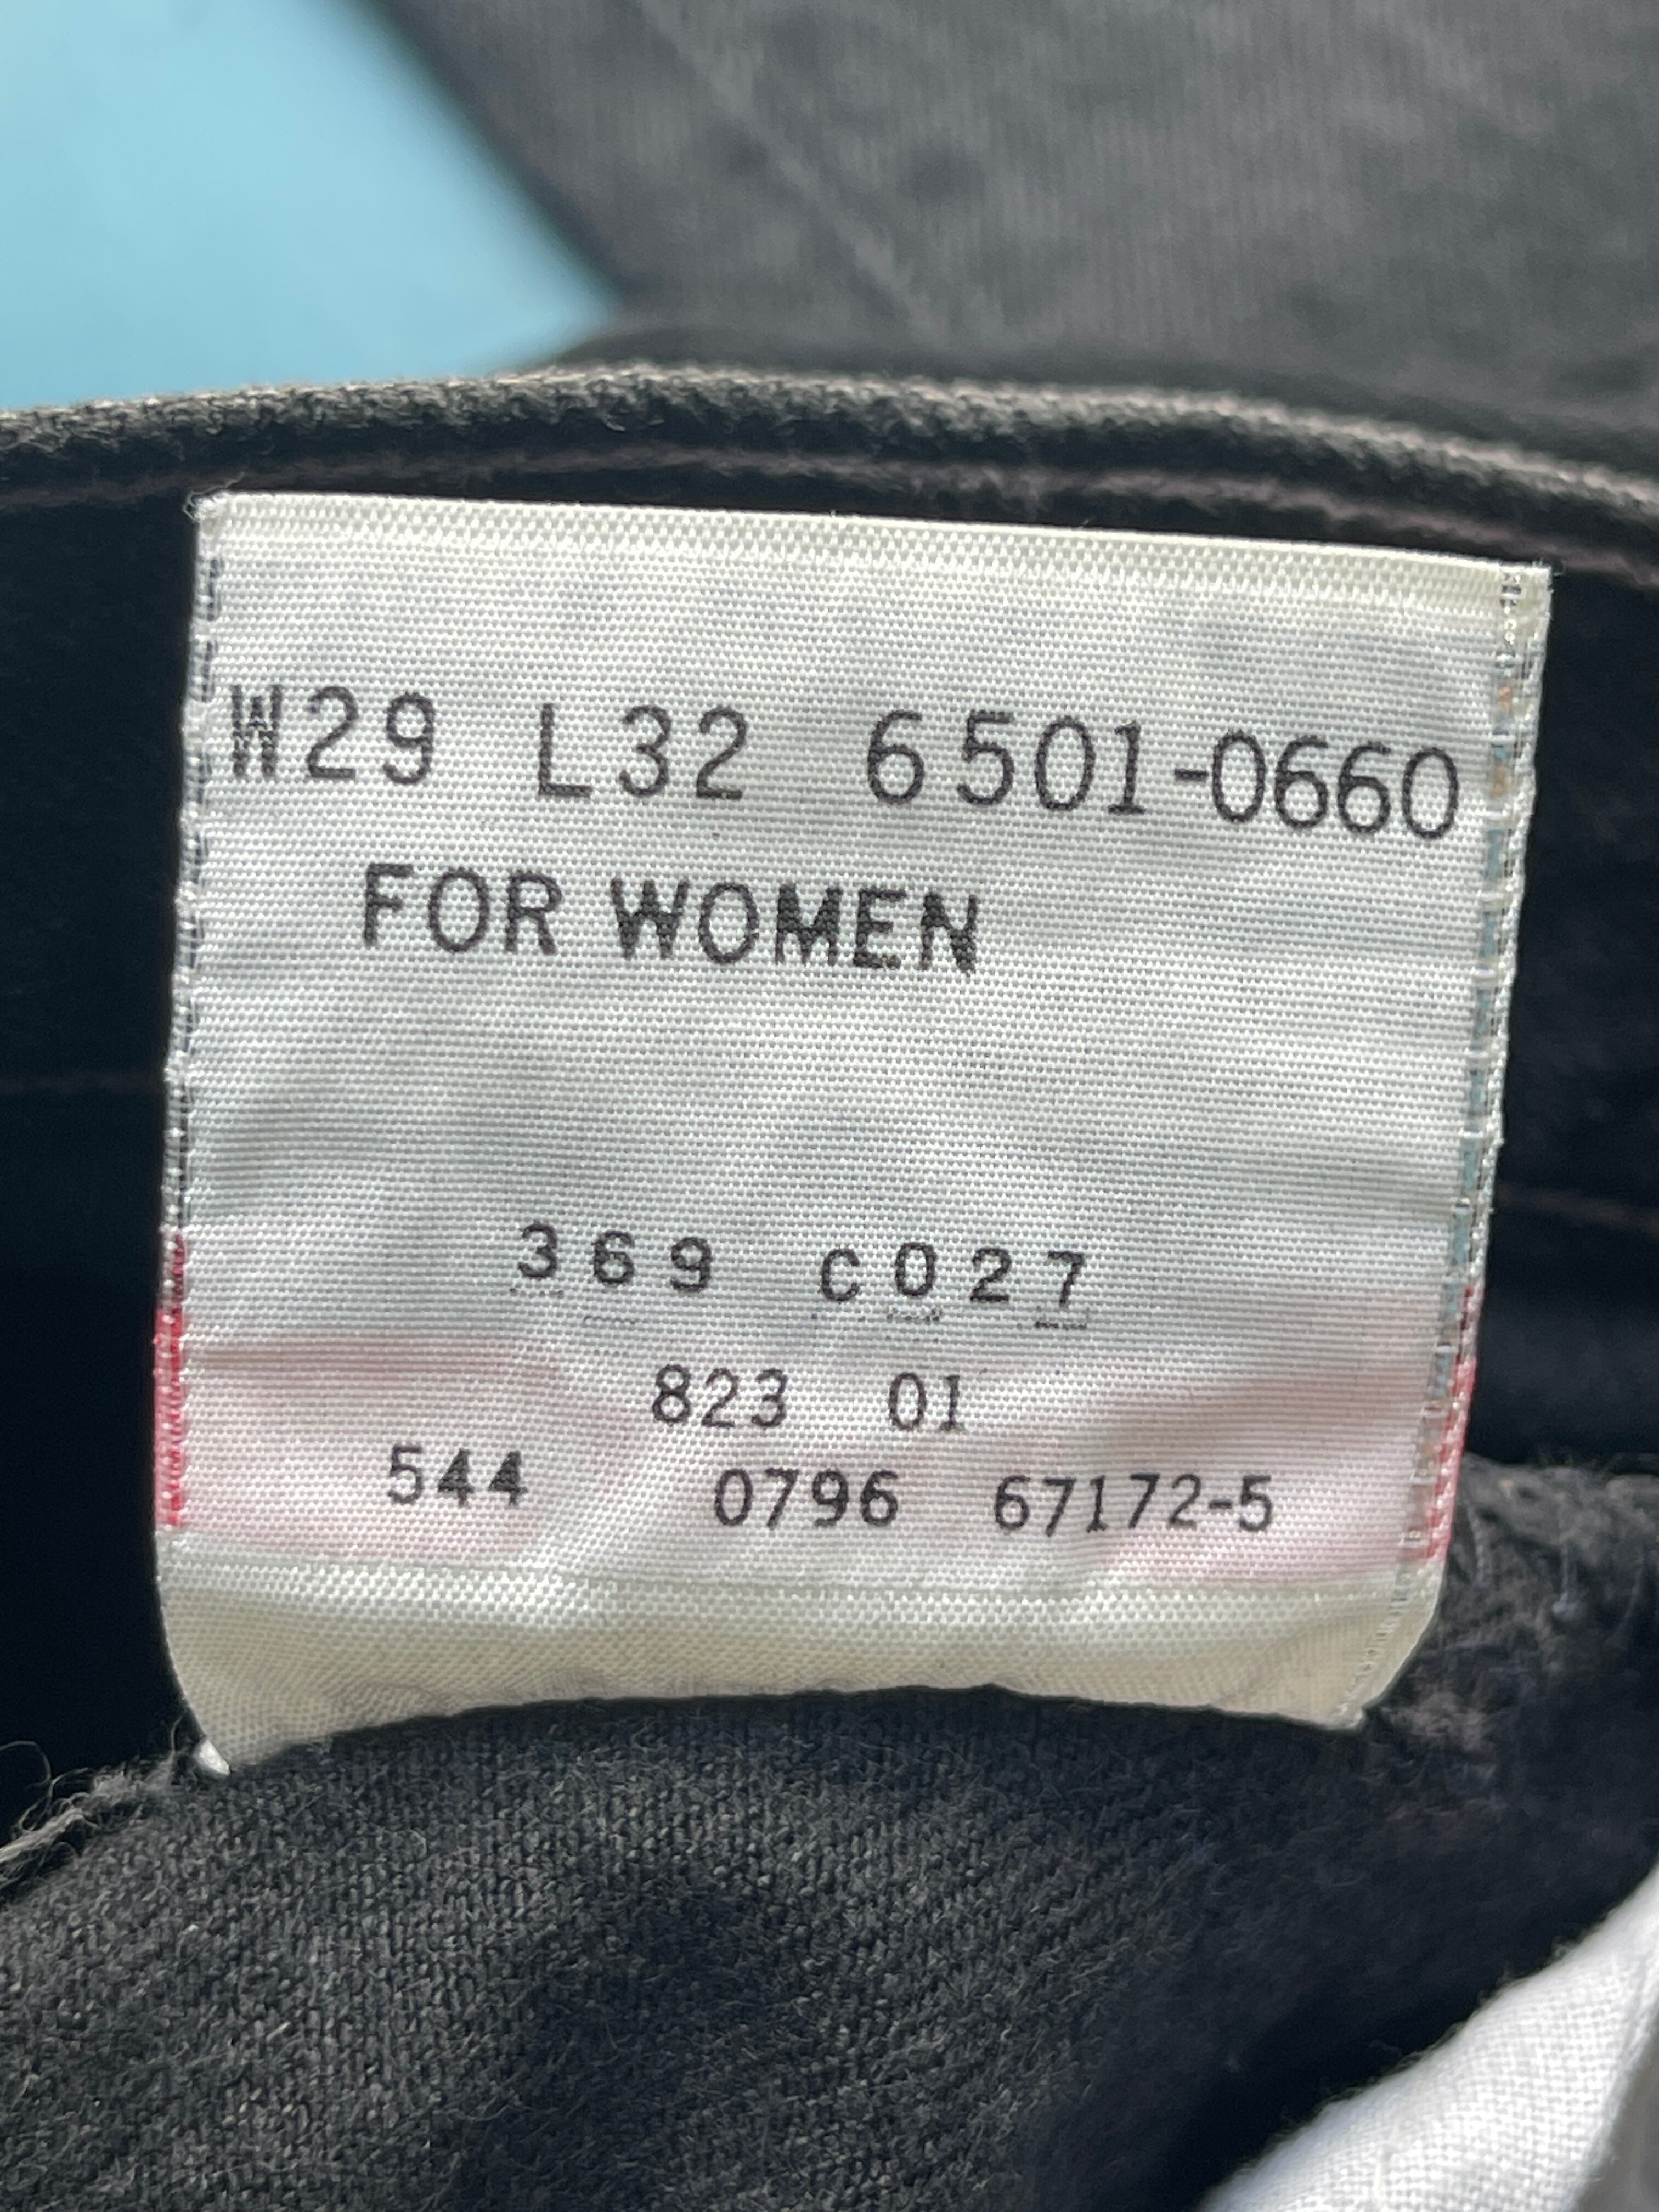 W29 L32 6501-0660
FOR WOMEN
369 C027
823 01
544 0796 67172-5